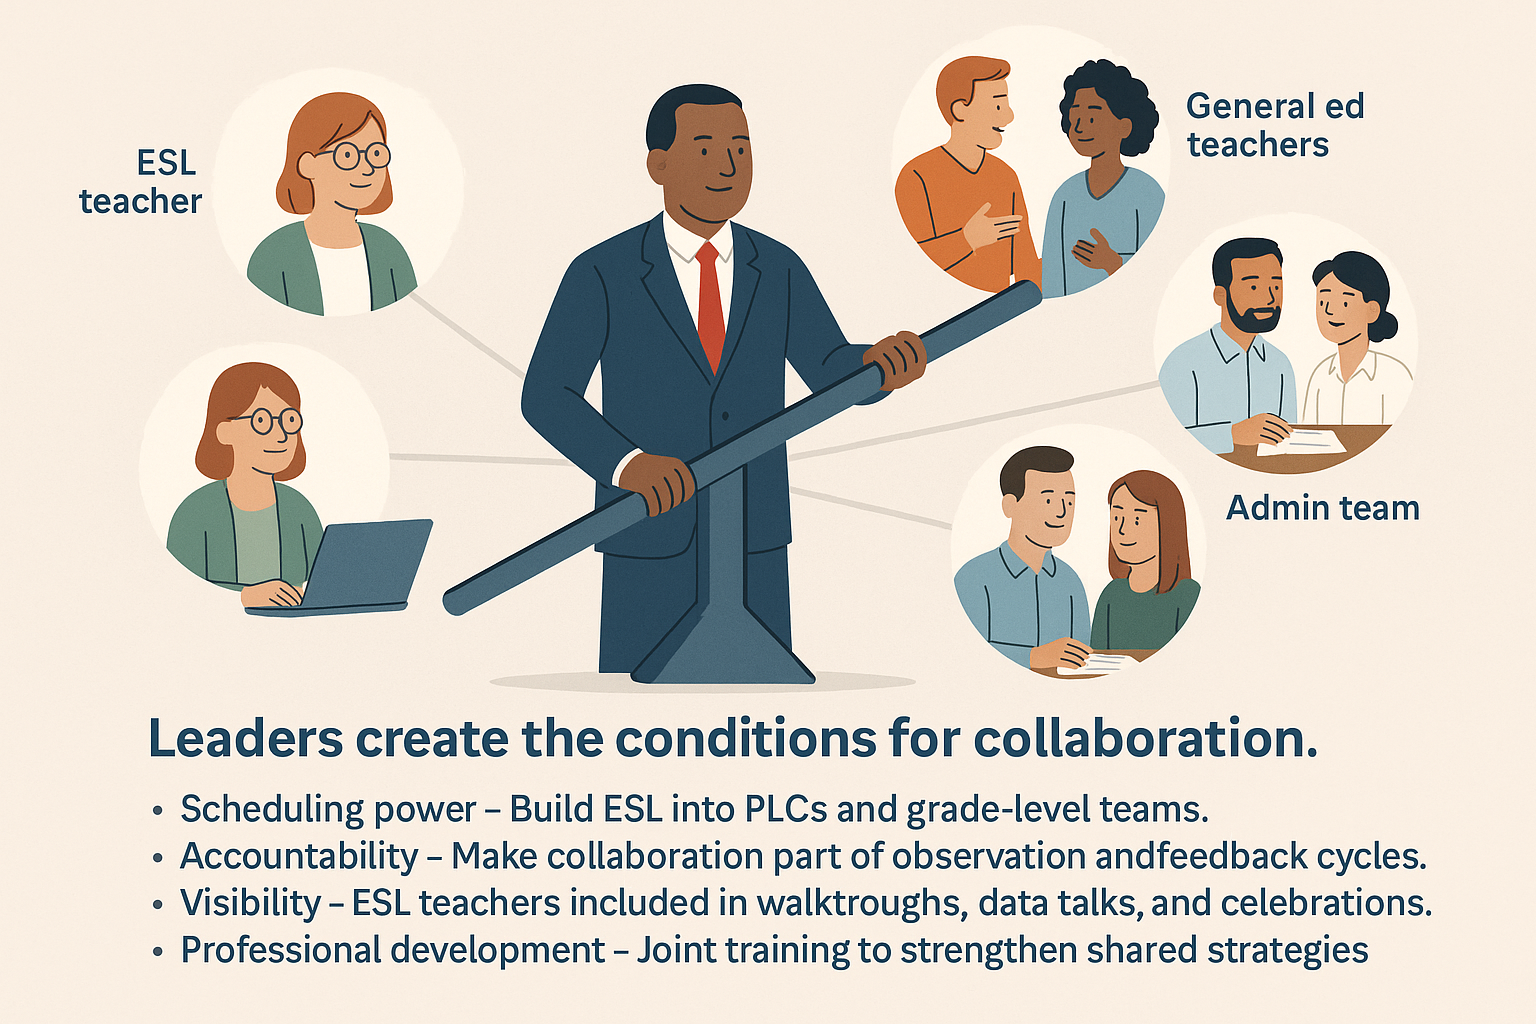 ESL
teacher
General ed
teachers
Admin team
Leaders create the conditions for collaboration.
• Scheduling power – Build ESL into PLCs and grade-level teams.
• Accountability – Make collaboration part of observation andfeedback cycles.
• Visibility – ESL teachers included in walktroughs, data talks, and celebrations.
• Professional development – Joint training to strengthen shared strategies